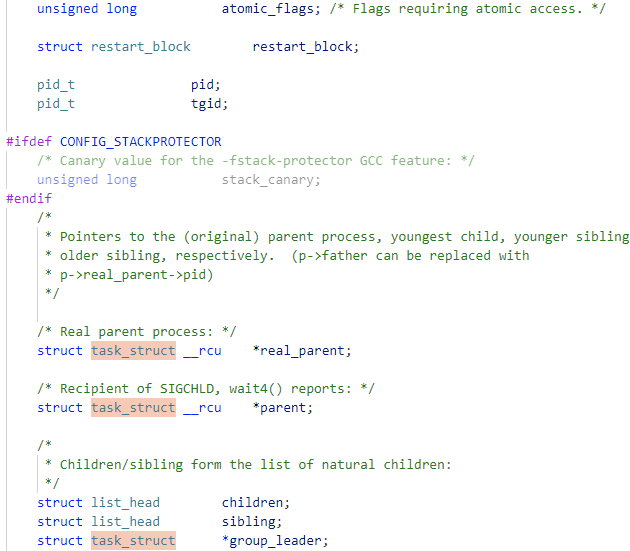 unsigned long atomic_flags; /* Flags requiring atomic access. */
struct restart_block restart_block;
pid_t pid;
pid_t tgid;
#ifdef CONFIG_STACKPROTECTOR
/* Canary value for the -fstack-protector GCC feature: */
unsigned long stack_canary;
#endif
/*
* Pointers to the (original) parent process, youngest child, younger sibling
* older sibling, respectively. (p->father can be replaced with
* p->real_parent->pid)
*/
/* Real parent process: */
struct task_struct __rcu *real_parent;
/* Recipient of SIGCHLD, wait4() reports: */
struct task_struct __rcu *parent;
/*
* Children/sibling form the list of natural children:
*/
struct list_head children;
struct list_head sibling;
struct task_struct *group_leader;